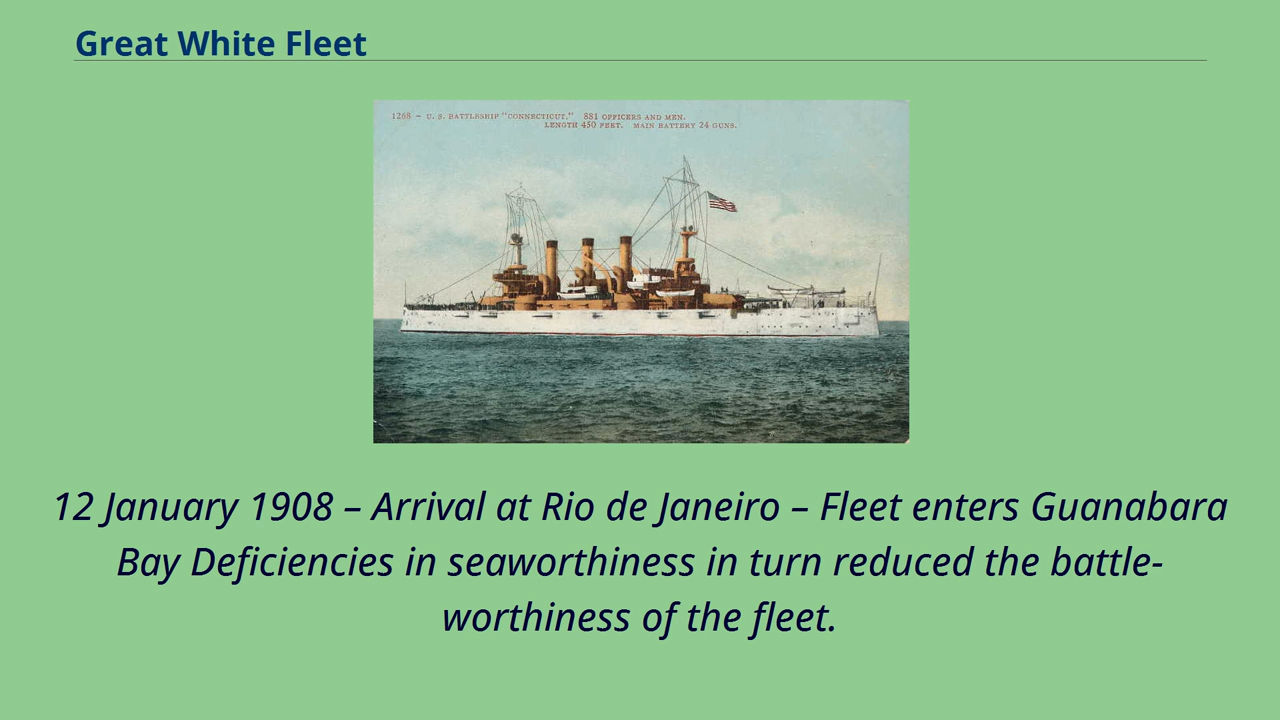 Great White Fleet
1268 - U. S. BATTLESHIP "CONNECTICUT." 881 OFFICERS AND MEN.
LENGTH 450 FEET. MAIN BATTERY 24 GUNS.
12 January 1908 – Arrival at Rio de Janeiro – Fleet enters Guanabara
Bay Deficiencies in seaworthiness in turn reduced the battle-
worthiness of the fleet.